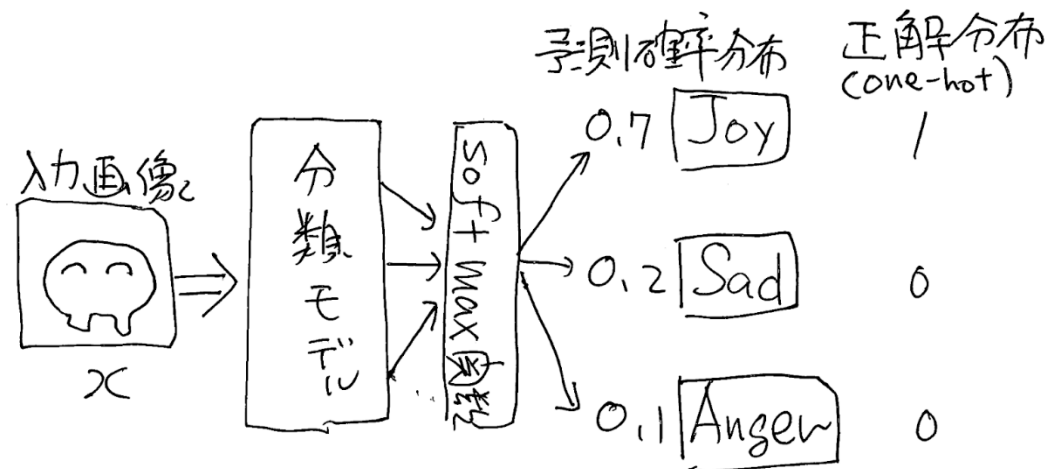 入力画像
x
分類モデル
softmax関数
予測確率分布
正解分布
(one-hot)
0.7 Joy 1
0.2 Sad 0
0.1 Anger 0